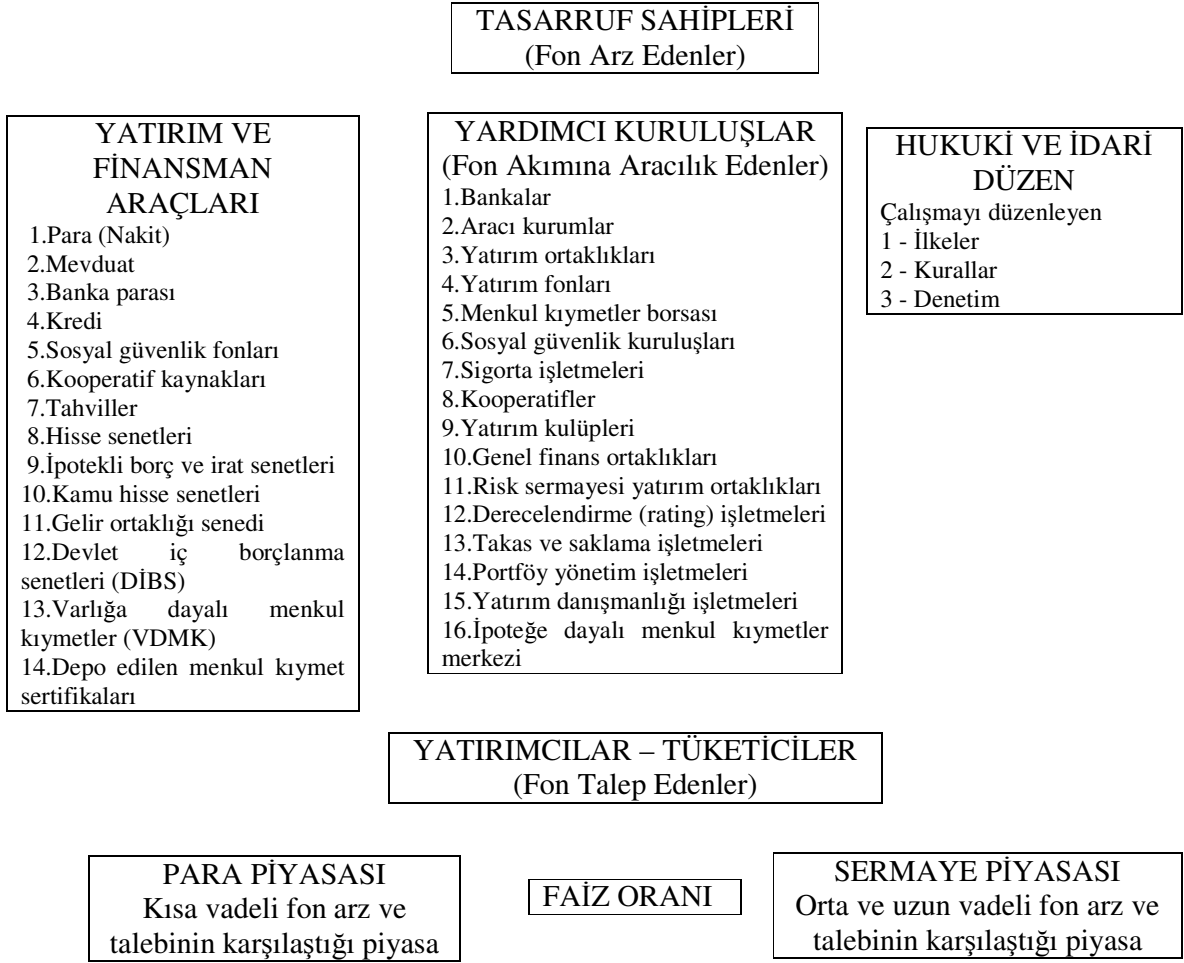 TASARRUF SAHİPLERİ
(Fon Arz Edenler)
YATIRIM VE
FİNANSMAN
ARAÇLARI
1.Para (Nakit)
2.Mevduat
3.Banka parası
4.Kredi
5.Sosyal güvenlik fonları
6.Kooperatif kaynakları
7.Tahviller
8.Hisse senetleri
9.İpotekli borç ve irat senetleri
10.Kamu hisse senetleri
11.Gelir ortaklığı senedi
12.Devlet iç borçlanma
senetleri (DİBS)
13.Varlığa dayalı menkul
kıymetler (VDMK)
14.Depo edilen menkul kıymet
sertifikaları
YARDIMCI KURULUŞLAR
(Fon Akımına Aracılık Edenler)
1.Bankalar
2.Aracı kurumlar
3.Yatırım ortaklıkları
4.Yatırım fonları
5.Menkul kıymetler borsası
6.Sosyal güvenlik kuruluşları
7.Sigorta işletmeleri
8.Kooperatifler
9.Yatırım kulüpleri
10.Genel finans ortaklıkları
11.Risk sermayesi yatırım ortaklıkları
12.Derecelendirme (rating) işletmeleri
13.Takas ve saklama işletmeleri
14.Portföy yönetim işletmeleri
15.Yatırım danışmanlığı işletmeleri
16.İpoteğe dayalı menkul kıymetler
merkezi
HUKUKİ VE İDARİ
DÜZEN
Çalışmayı düzenleyen
1 - İlkeler
2 - Kurallar
3 - Denetim
YATIRIMCILAR – TÜKETİCİLER
(Fon Talep Edenler)
PARA PİYASASI
Kısa vadeli fon arz ve
talebinin karşılaştığı piyasa
FAİZ ORANI
SERMAYE PİYASASI
Orta ve uzun vadeli fon arz ve
talebinin karşılaştığı piyasa